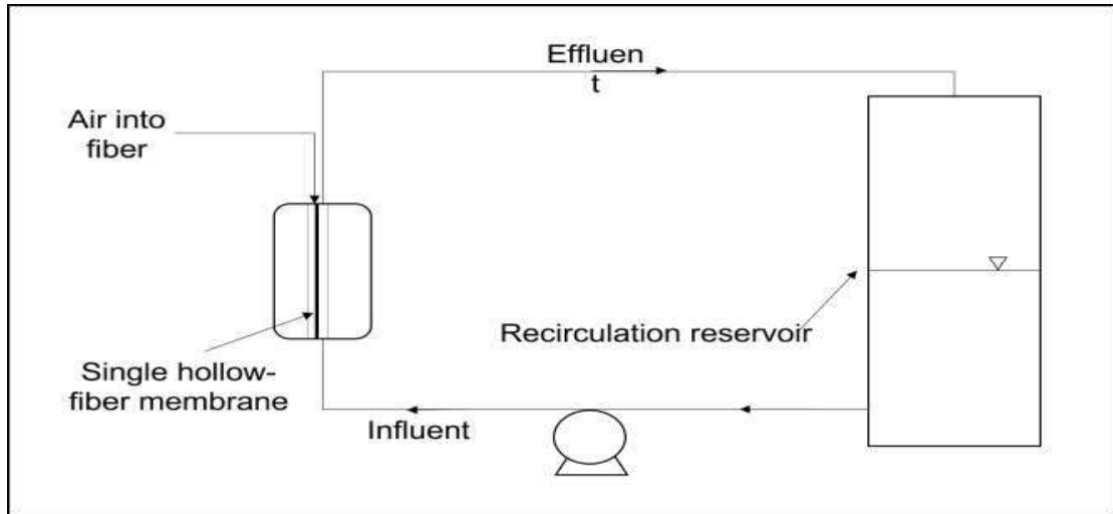 Effluen
t
Air into
fiber
Recirculation reservoir
Single hollow-
fiber membrane
Influent